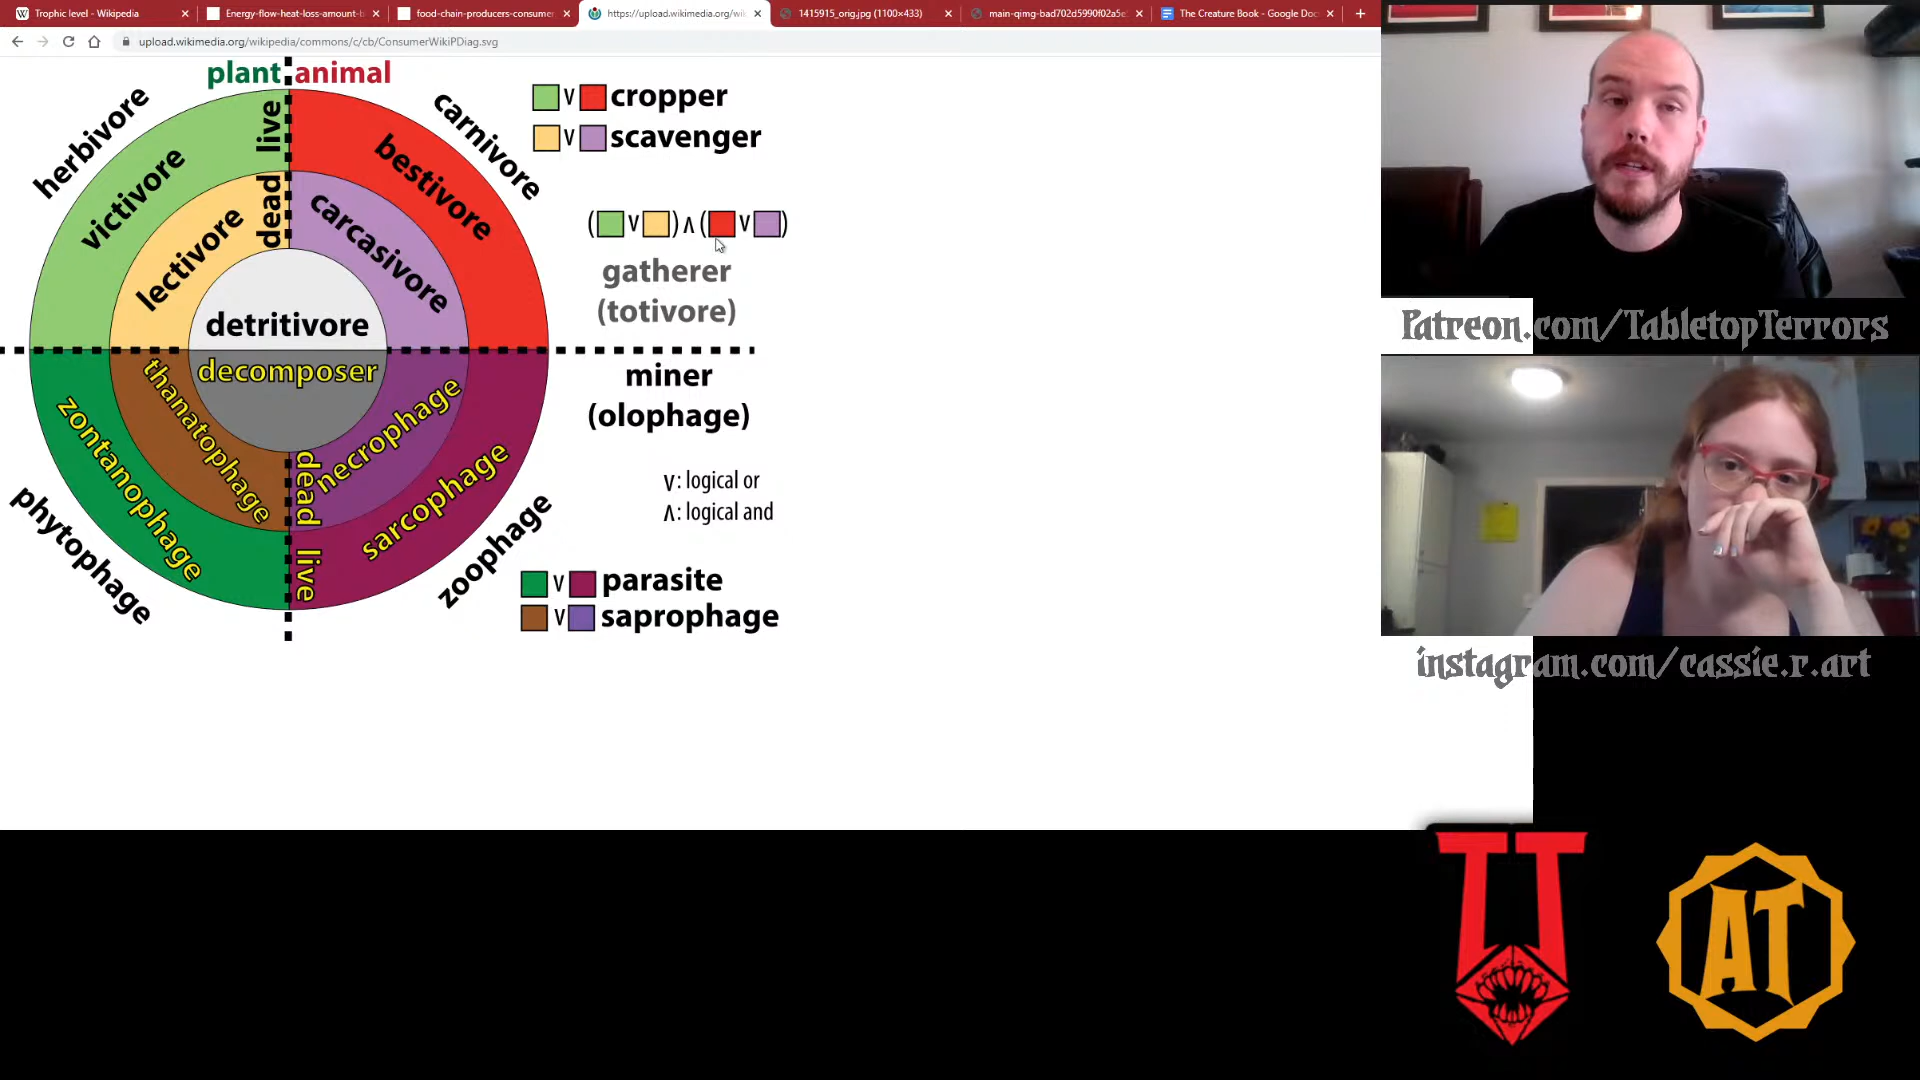 Trophic level - Wikipedia
Energy-flow-heat-loss-amount-t
food-chain-producers-consumer
https://upload.wikimedia.org/wi
1415915_orig.jpg (1100×433)
main-qimg-bad702d5990f02a5e
The Creature Book - Google Doc
upload.wikimedia.org/wikipedia/commons/c/cb/ConsumerWikiPDiag.svg
plant animal
herbivore
carnivore
victivore
live
bestivore
lectivore
dead
carcasivore
detritivore
decomposer
thanatophage
necrophage
zontanophage
dead
sarcophage
live
phytophage
zoophage
v cropper
v scavenger
( v ) ʌ ( v )
gatherer
(totivore)
miner
(olophage)
v: logical or
ʌ: logical and
v parasite
v saprophage
Patreon.com/TabletopTerrors
instagram.com/cassie.r.art
TT
AT